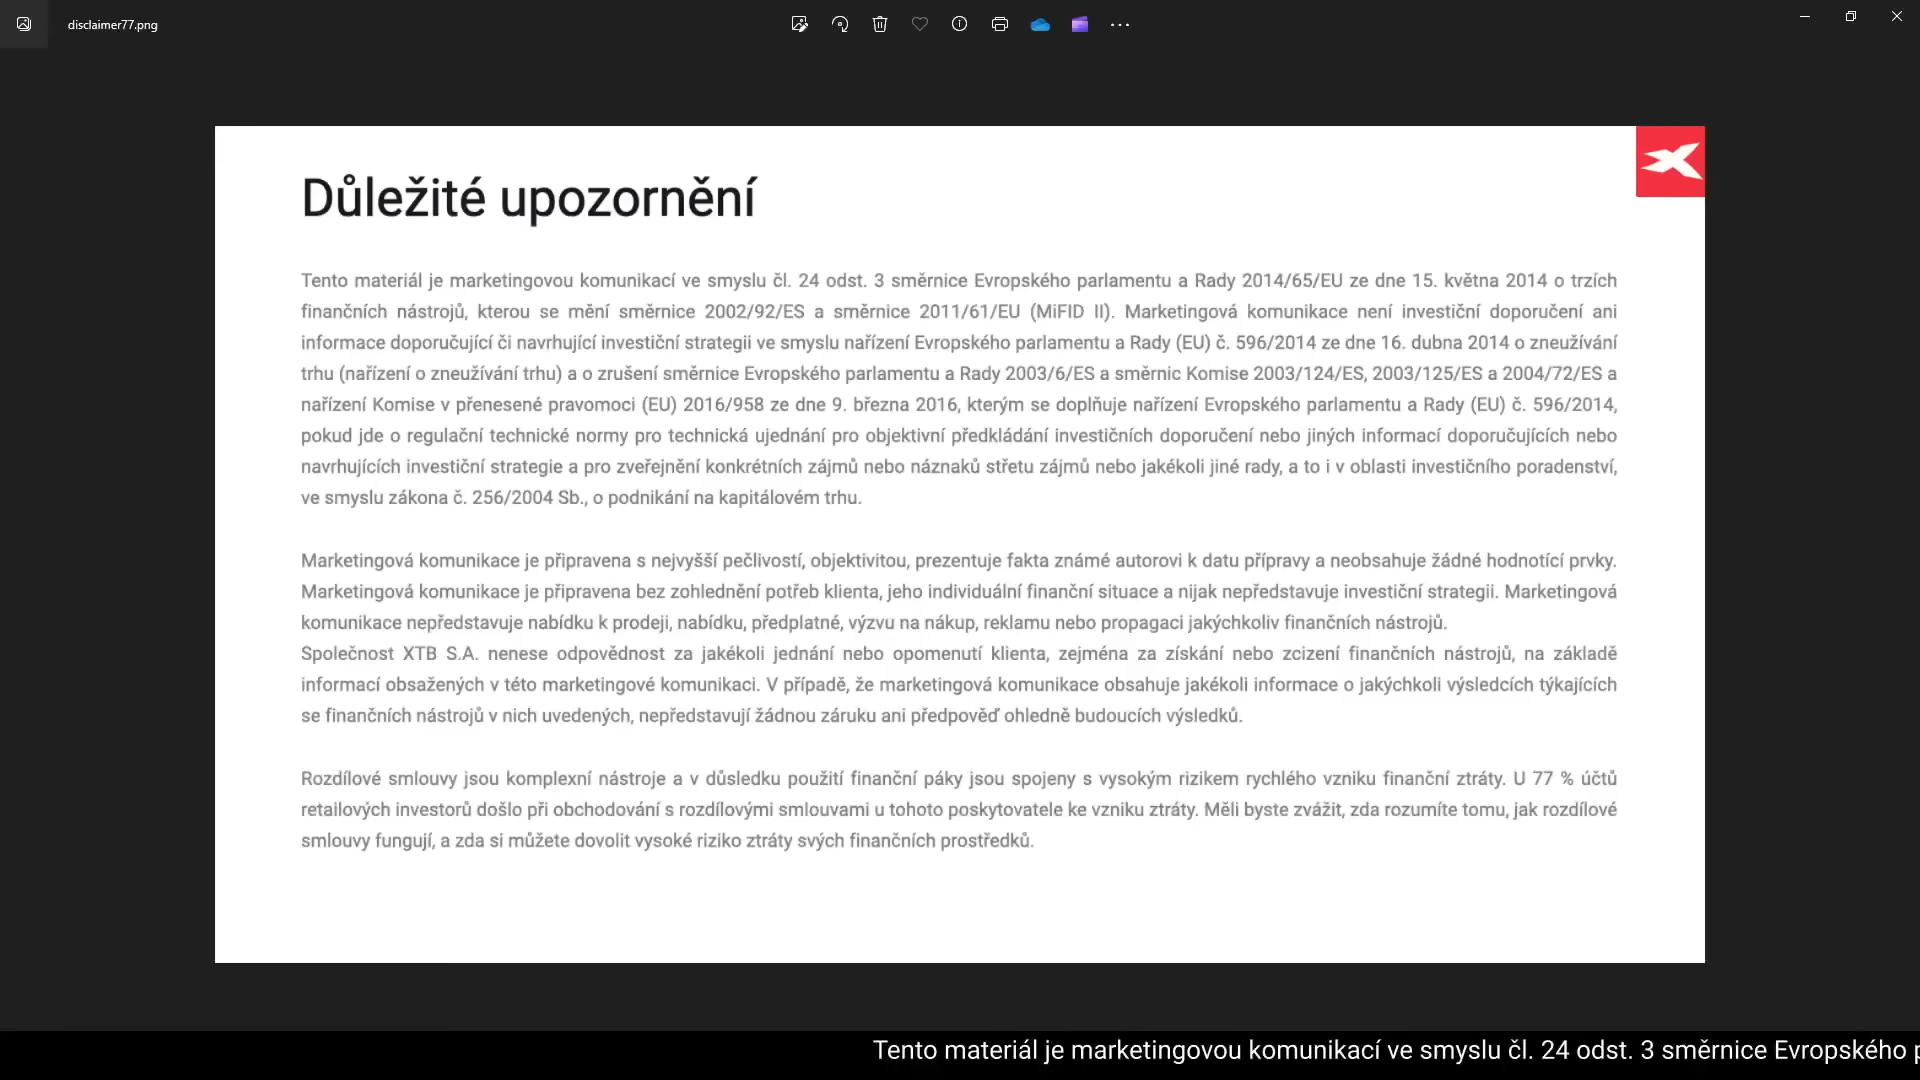 disclaimer77.png
Důležité upozornění
Tento materiál je marketingovou komunikací ve smyslu čl. 24 odst. 3 směrnice Evropského parlamentu a Rady 2014/65/EU ze dne 15. května 2014 o trzích
finančních nástrojů, kterou se mění směrnice 2002/92/ES a směrnice 2011/61/EU (MiFID II). Marketingová komunikace není investiční doporučení ani
informace doporučující či navrhující investiční strategii ve smyslu nařízení Evropského parlamentu a Rady (EU) č. 596/2014 ze dne 16. dubna 2014 o zneužívání
trhu (nařízení o zneužívání trhu) a o zrušení směrnice Evropského parlamentu a Rady 2003/6/ES a směrnic Komise 2003/124/ES, 2003/125/ES a 2004/72/ES a
nařízení Komise v přenesené pravomoci (EU) 2016/958 ze dne 9. března 2016, kterým se doplňuje nařízení Evropského parlamentu a Rady (EU) č. 596/2014,
pokud jde o regulační technické normy pro technická ujednání pro objektivní předkládání investičních doporučení nebo jiných informací doporučujících nebo
navrhujících investiční strategie a pro zveřejnění konkrétních zájmů nebo náznaků střetu zájmů nebo jakékoli jiné rady, a to i v oblasti investičního poradenství,
ve smyslu zákona č. 256/2004 Sb., o podnikání na kapitálovém trhu.
Marketingová komunikace je připravena s nejvyšší pečlivostí, objektivitou, prezentuje fakta známé autorovi k datu přípravy a neobsahuje žádné hodnotící prvky.
Marketingová komunikace je připravena bez zohlednění potřeb klienta, jeho individuální finanční situace a nijak nepředstavuje investiční strategii. Marketingová
komunikace nepředstavuje nabídku k prodeji, nabídku, předplatné, výzvu na nákup, reklamu nebo propagaci jakýchkoliv finančních nástrojů.
Společnost XTB S.A. nenese odpovědnost za jakékoli jednání nebo opomenutí klienta, zejména za získání nebo zcizení finančních nástrojů, na základě
informací obsažených v této marketingové komunikaci. V případě, že marketingová komunikace obsahuje jakékoli informace o jakýchkoli výsledcích týkajících
se finančních nástrojů v nich uvedených, nepředstavují žádnou záruku ani předpověď ohledně budoucích výsledků.
Rozdílové smlouvy jsou komplexní nástroje a v důsledku použití finanční páky jsou spojeny s vysokým rizikem rychlého vzniku finanční ztráty. U 77 % účtů
retailových investorů došlo při obchodování s rozdílovými smlouvami u tohoto poskytovatele ke vzniku ztráty. Měli byste zvážit, zda rozumíte tomu, jak rozdílové
smlouvy fungují, a zda si můžete dovolit vysoké riziko ztráty svých finančních prostředků.
Tento materiál je marketingovou komunikací ve smyslu čl. 24 odst. 3 směrnice Evropského